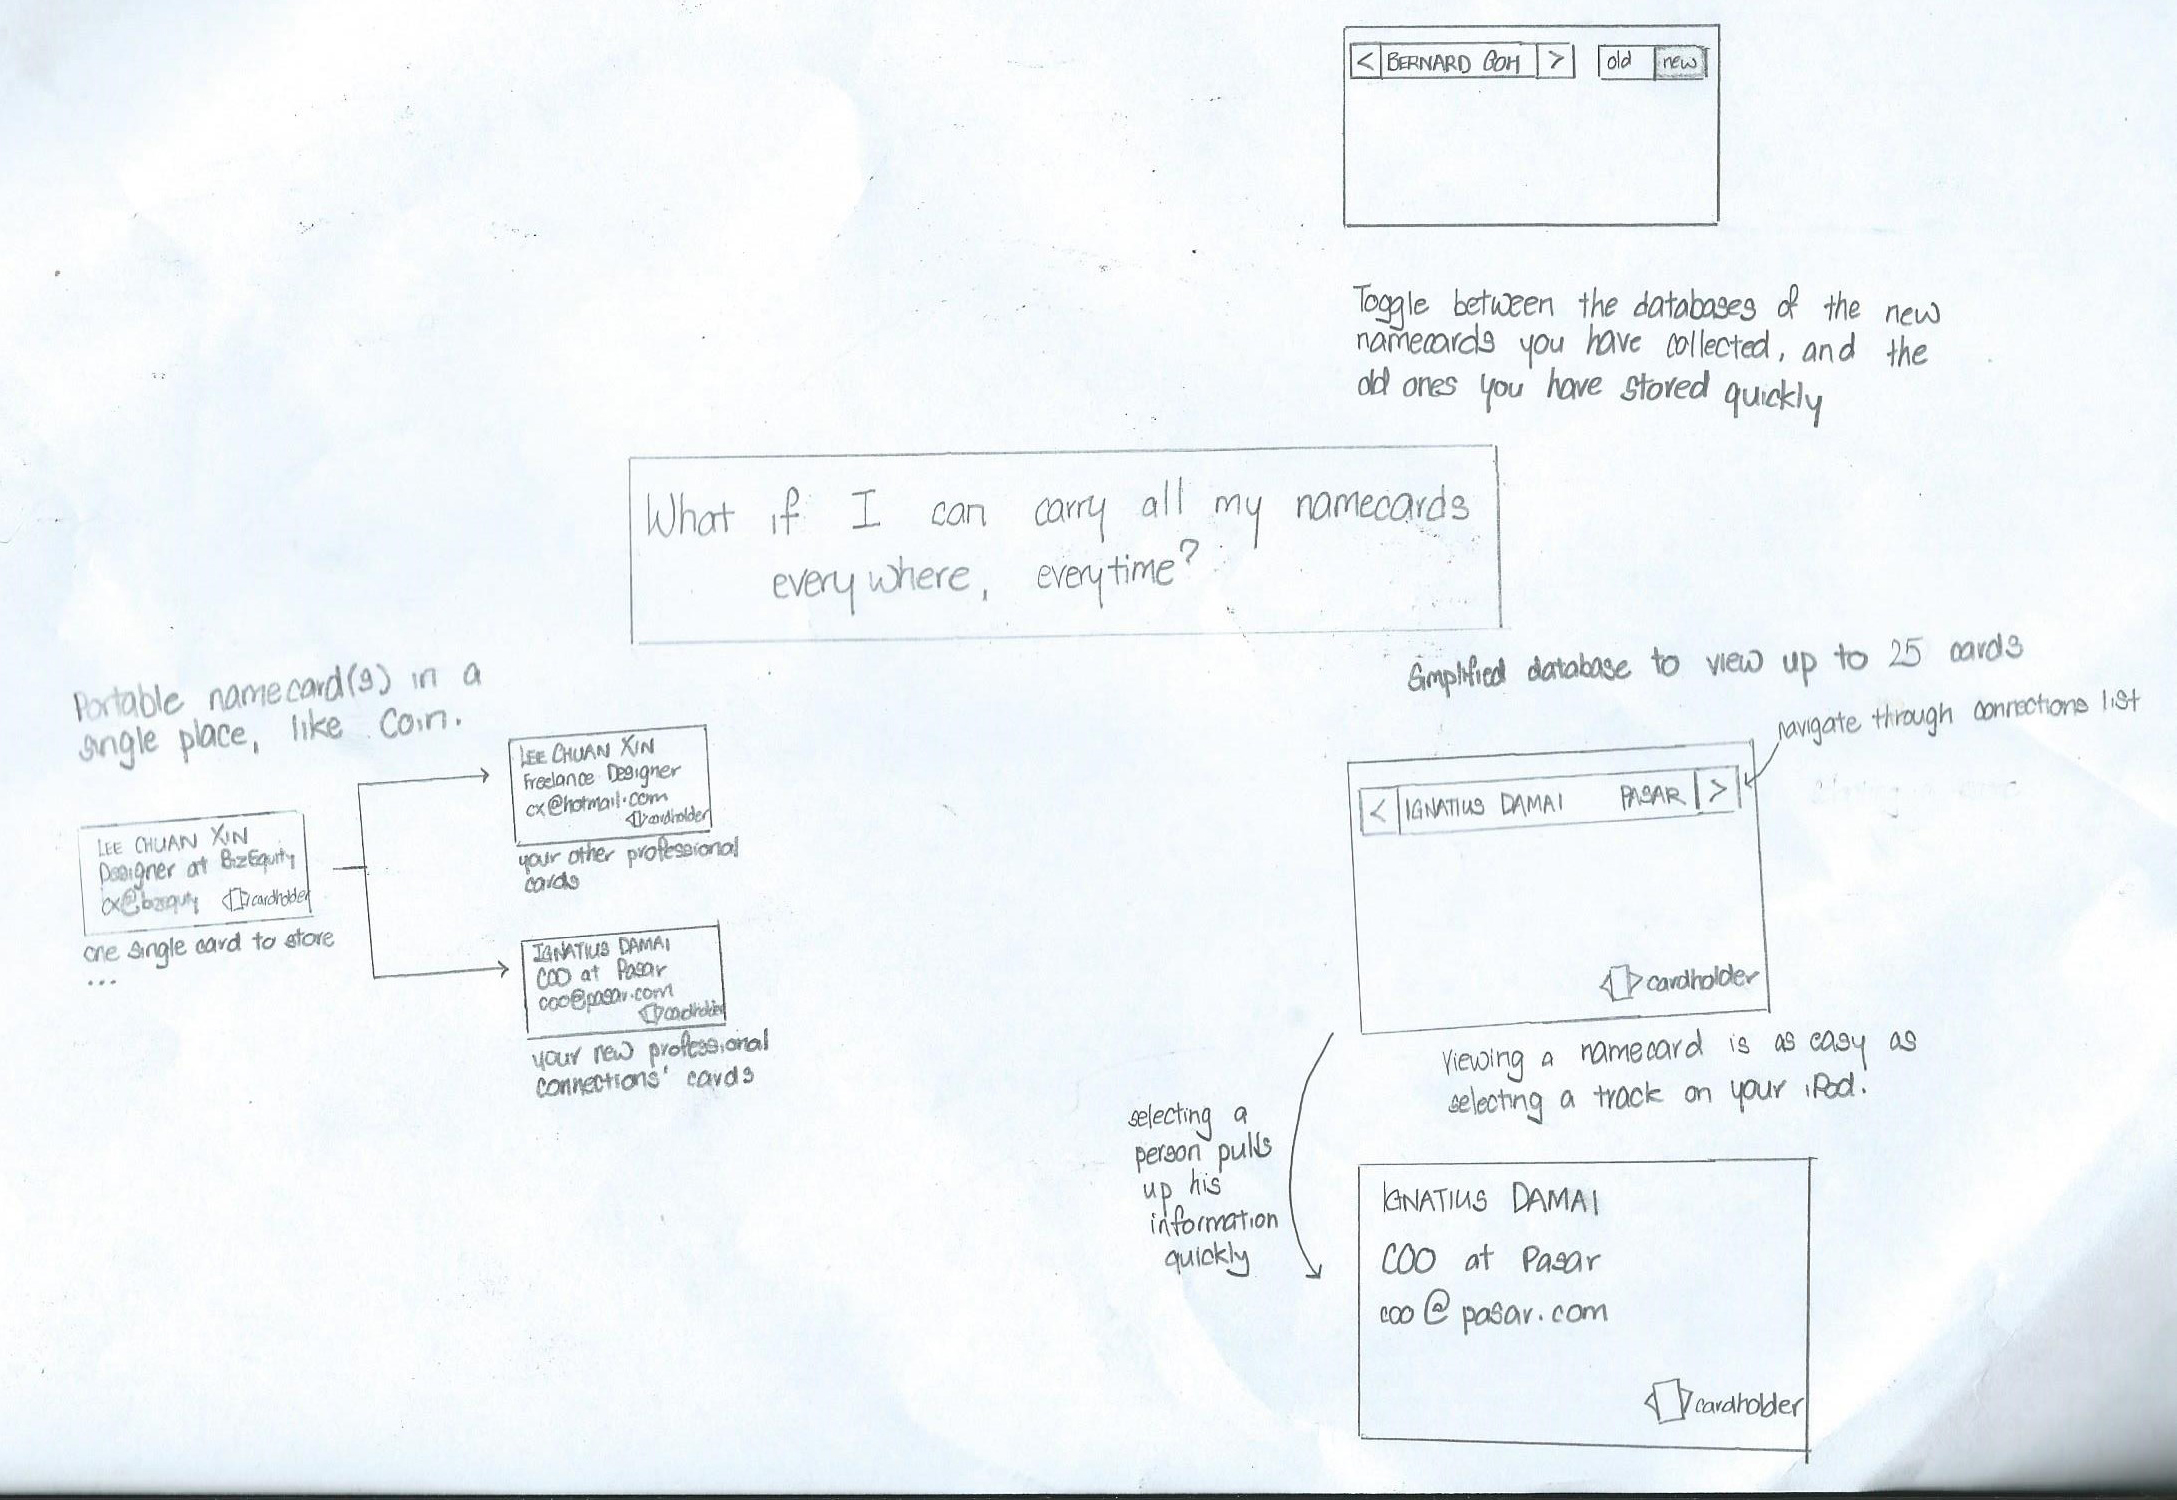 < BERNARD GOH > old new
Toggle between the databases of the new
namecards you have collected, and the
old ones you have stored quickly
What if I can carry all my namecards
everywhere, everytime?
Portable namecard(s) in a
single place, like Coin.
LEE CHUAN XIN
Designer at BizEquity
cx@bizequity cardholder
one single card to store
...
LEE CHUAN XIN
Freelance Designer
cx@hotmail.com
cardholder
your other professional
cards
IGNATIUS DAMAI
COO at Pasar
coo@pasar.com
cardholder
your new professional
connections' cards
Simplified database to view up to 25 cards
navigate through connections list
< IGNATIUS DAMAI PASAR >
cardholder
Viewing a namecard is as easy as
selecting a track on your iPod.
selecting a
person pulls
up his
information
quickly
IGNATIUS DAMAI
COO at Pasar
coo@pasar.com
cardholder